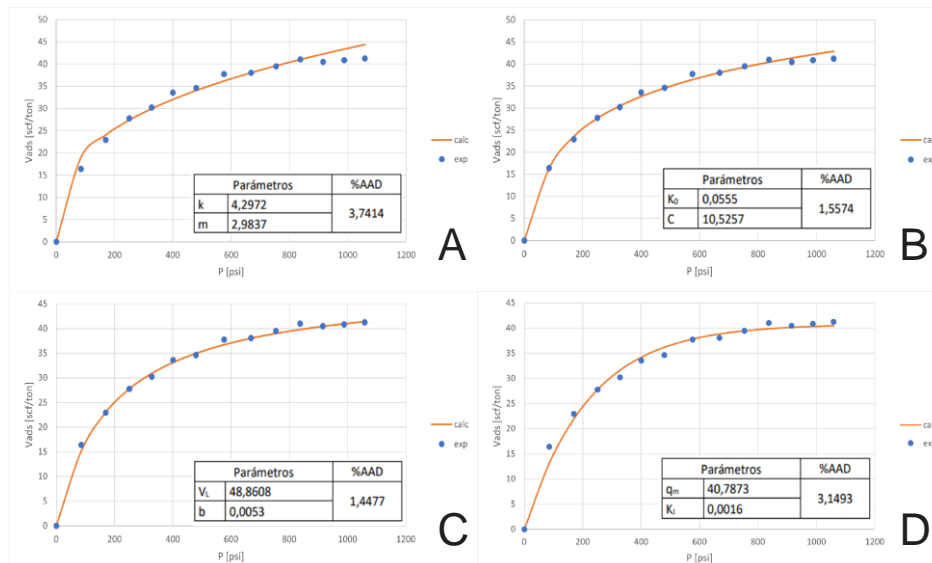 50
45
40
35
30
25
20
15
10
5
0
Vads [scf/ton]
0 200 400 600 800 1000 1200
P [psi]
calc
exp
Parámetros %AAD
k 4,2972
3,7414
m 2,9837
A
50
45
40
35
30
25
20
15
10
5
0
Vads [scf/ton]
0 200 400 600 800 1000 1200
P [psi]
cal
exp
Parámetros %AAD
K₀ 0,0555
1,5574
C 10,5257
B
45
40
35
30
25
20
15
10
5
0
Vads [scf/ton]
0 200 400 600 800 1000 1200
P [psi]
calc
exp
Parámetros %AAD
V_L 48,8608
1,4477
b 0,0053
C
45
40
35
30
25
20
15
10
5
0
Vads [scf/ton]
0 200 400 600 800 1000 1200
P [psi]
cal
exp
Parámetros %AAD
qₘ 40,7873
3,1493
K_J 0,0016
D